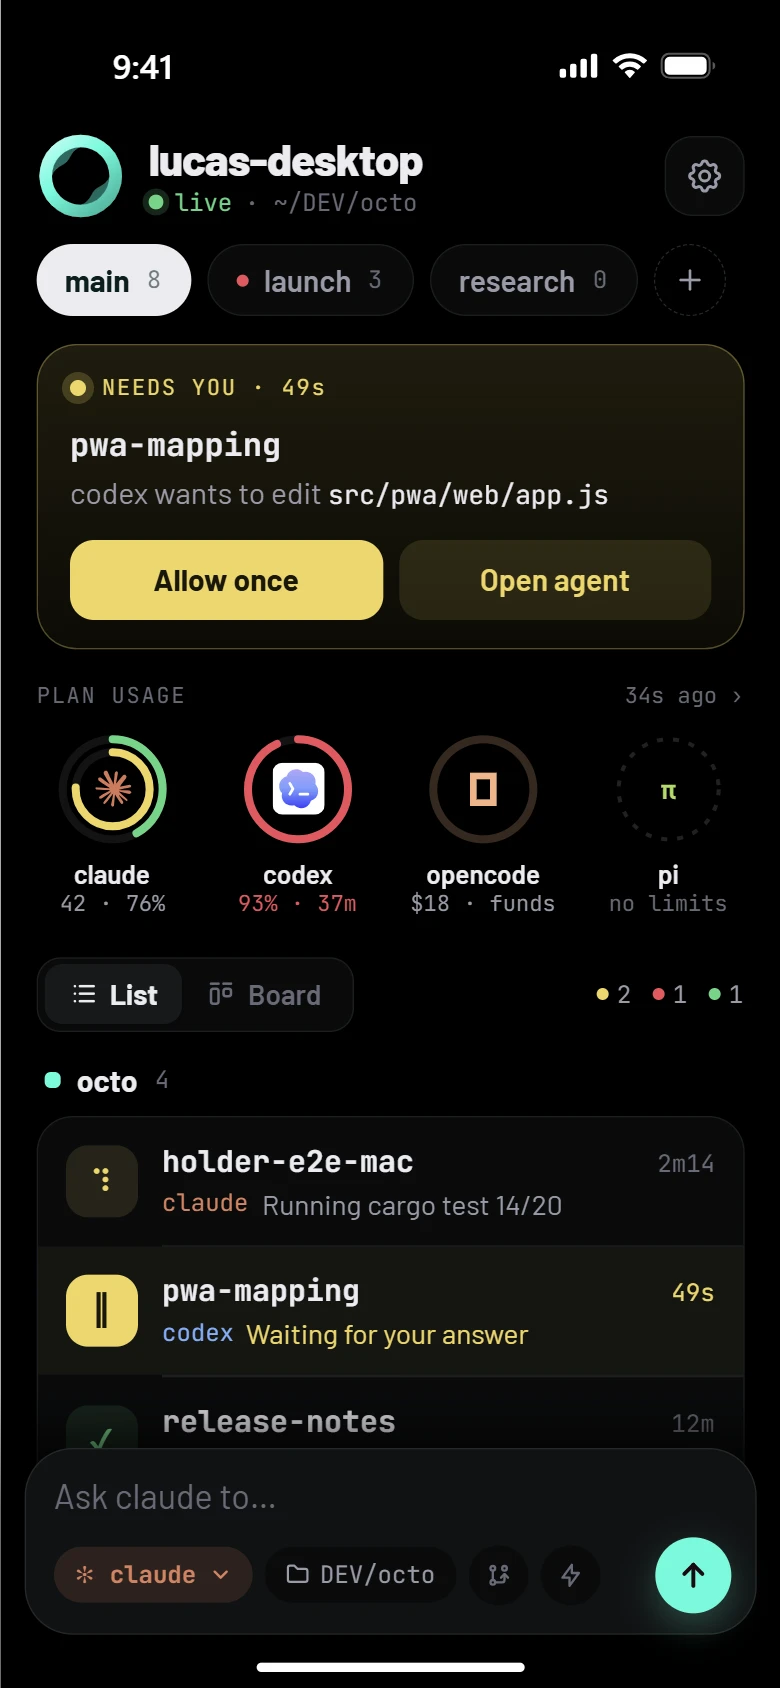 9:41
lucas-desktop
live · ~/DEV/octo
main 8 launch 3 research 0 +
NEEDS YOU · 49s
pwa-mapping
codex wants to edit src/pwa/web/app.js
Allow once Open agent
PLAN USAGE 34s ago ›
π
claude codex opencode pi
42 · 76% 93% · 37m $18 · funds no limits
List Board 2 1 1
octo 4
holder-e2e-mac 2m14
claude Running cargo test 14/20
pwa-mapping 49s
codex Waiting for your answer
release-notes 12m
Ask claude to...
claude DEV/octo